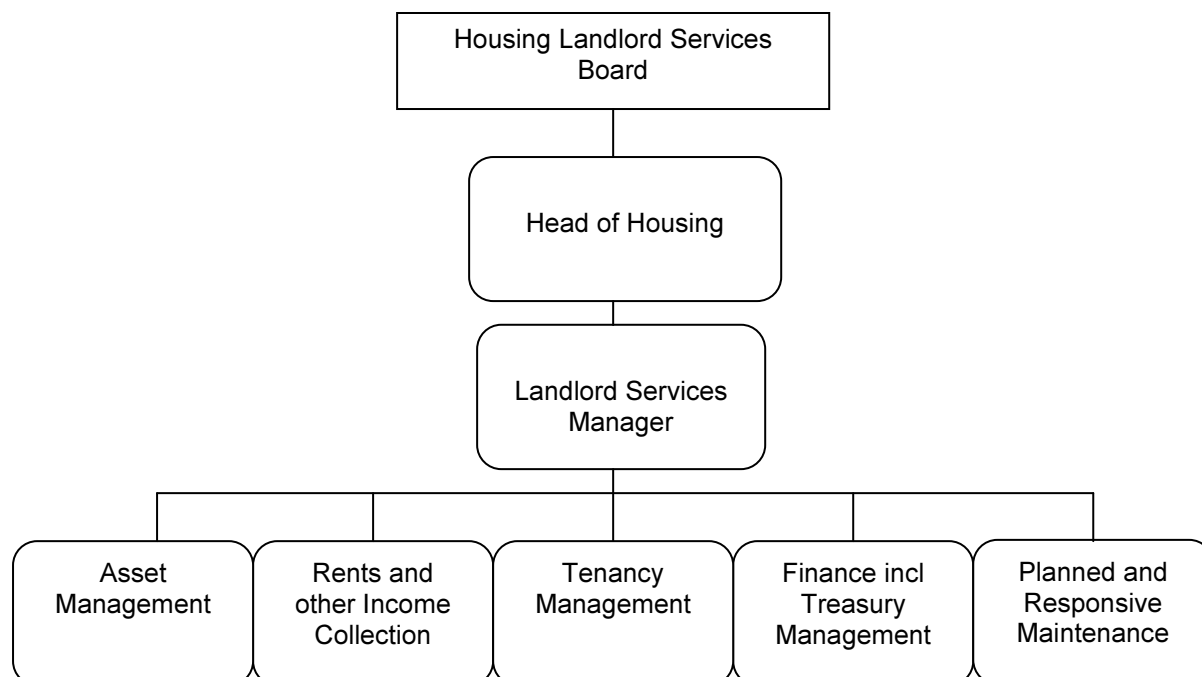 Housing Landlord Services
Board
Head of Housing
Landlord Services
Manager
Asset
Management
Rents and
other Income
Collection
Tenancy
Management
Finance incl
Treasury
Management
Planned and
Responsive
Maintenance